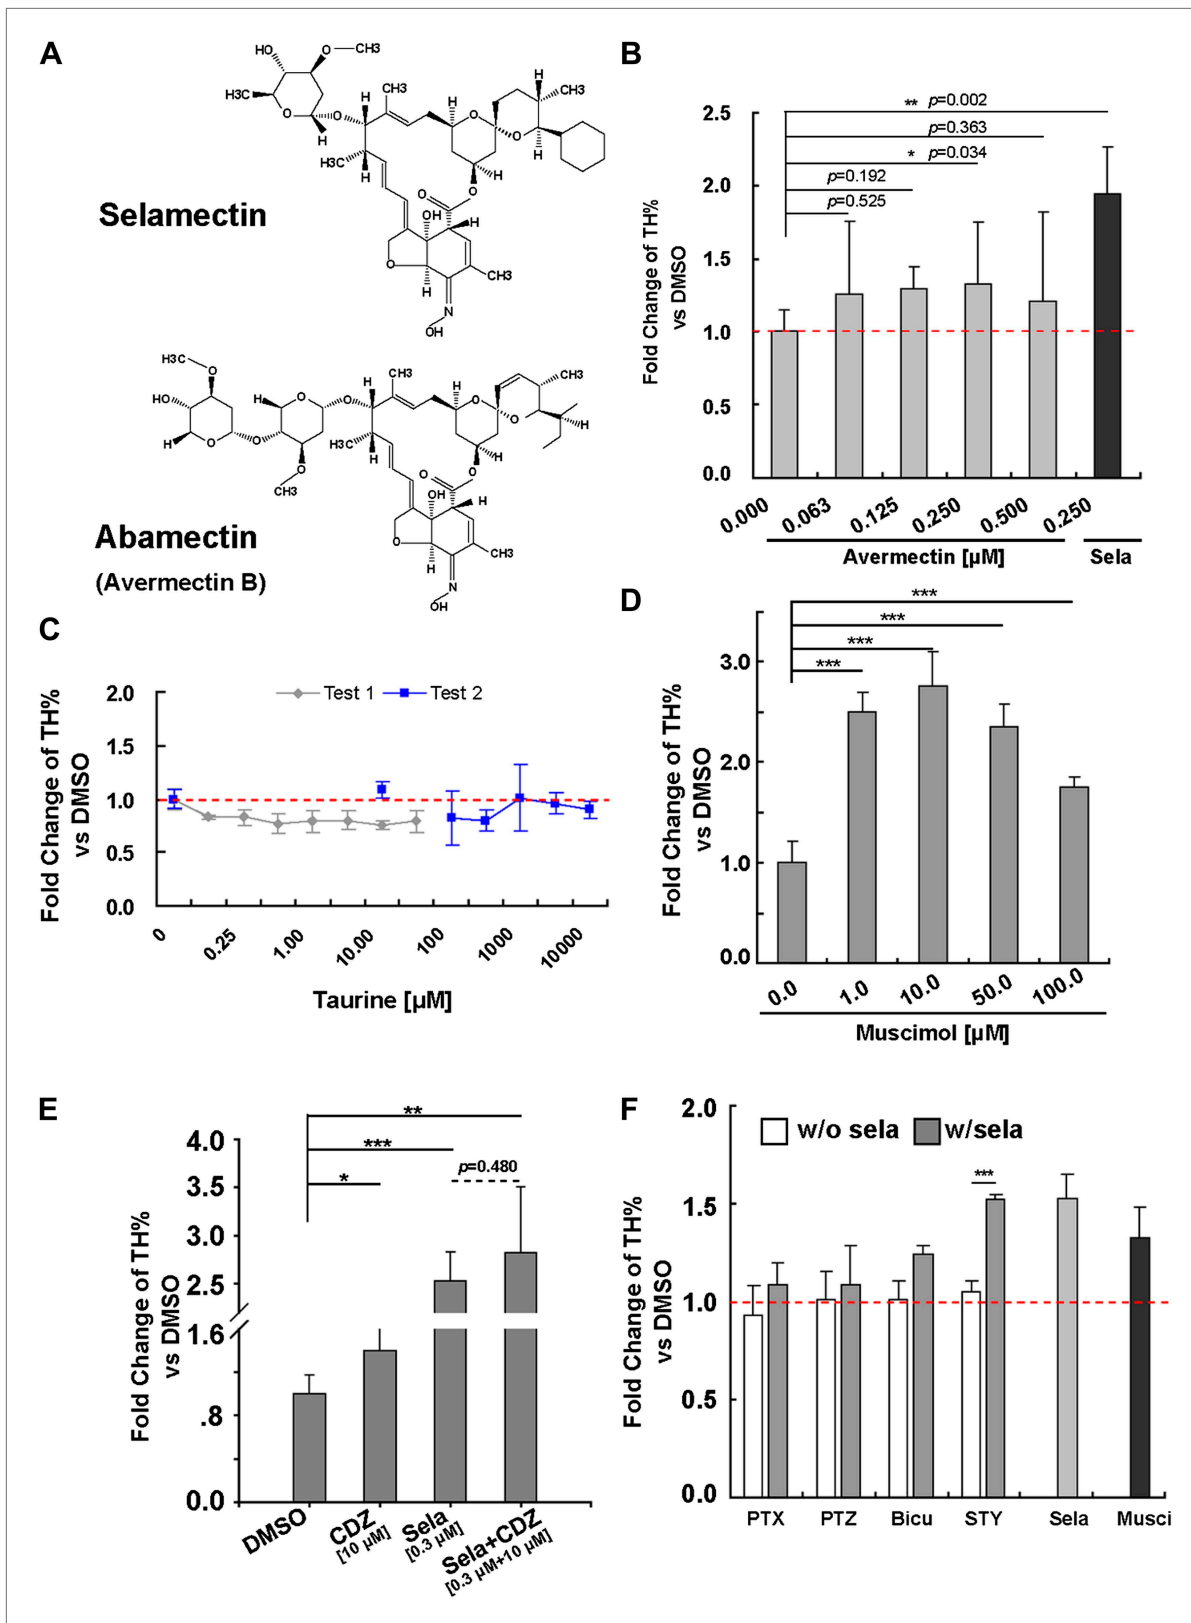 A
HO
O
CH3
H3C
O
H
O
H
CH3
H3C
H
H
O
O
O
H
CH3
H
H
O
O
OH
H
O
H
CH3
N
OH
Selamectin
H3C
O
HO
H
O
O
H
O
O
CH3
O
H
CH3
H3C
H
H
O
O
CH3
H
H
O
O
OH
H
O
H
CH3
N
OH
Abamectin
(Avermectin B)
B
Fold Change of TH%
vs DMSO
2.5
2.0
1.5
1.0
0.5
0.0
** p=0.002
p=0.363
* p=0.034
p=0.192
p=0.525
0.000
0.063
0.125
0.250
0.500
0.250
Avermectin [µM]
Sela
C
Fold Change of TH%
vs DMSO
2.0
1.5
1.0
0.5
0.0
Test 1
Test 2
0
0.25
1.00
10.00
100
1000
10000
Taurine [µM]
D
Fold Change of TH%
vs DMSO
3.0
2.0
1.0
0.0
***
***
***
***
0.0
1.0
10.0
50.0
100.0
Muscimol [µM]
E
Fold Change of TH%
vs DMSO
4.0
3.5
3.0
2.5
1.6
.8
0.0
**
***
p=0.480
*
DMSO
CDZ
[10 µM]
Sela
[0.3 µM]
Sela+CDZ
[0.3 µM+10 µM]
F
Fold Change of TH%
vs DMSO
2.0
1.5
1.0
0.5
0.0
w/o sela
w/sela
***
PTX
PTZ
Bicu
STY
Sela
Musci